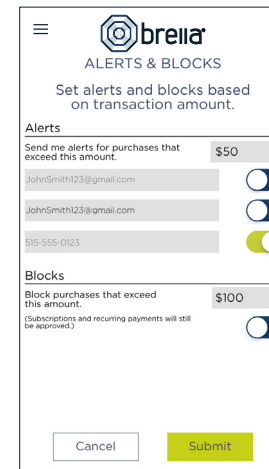 brella
ALERTS & BLOCKS
Set alerts and blocks based
on transaction amount.
Alerts
Send me alerts for purchases that
exceed this amount.
$50
JohnSmith123@gmail.com
JohnSmith123@gmail.com
515-555-0123
Blocks
Block purchases that exceed
this amount.
$100
(Subscriptions and recurring payments will still
be approved.)
Cancel
Submit